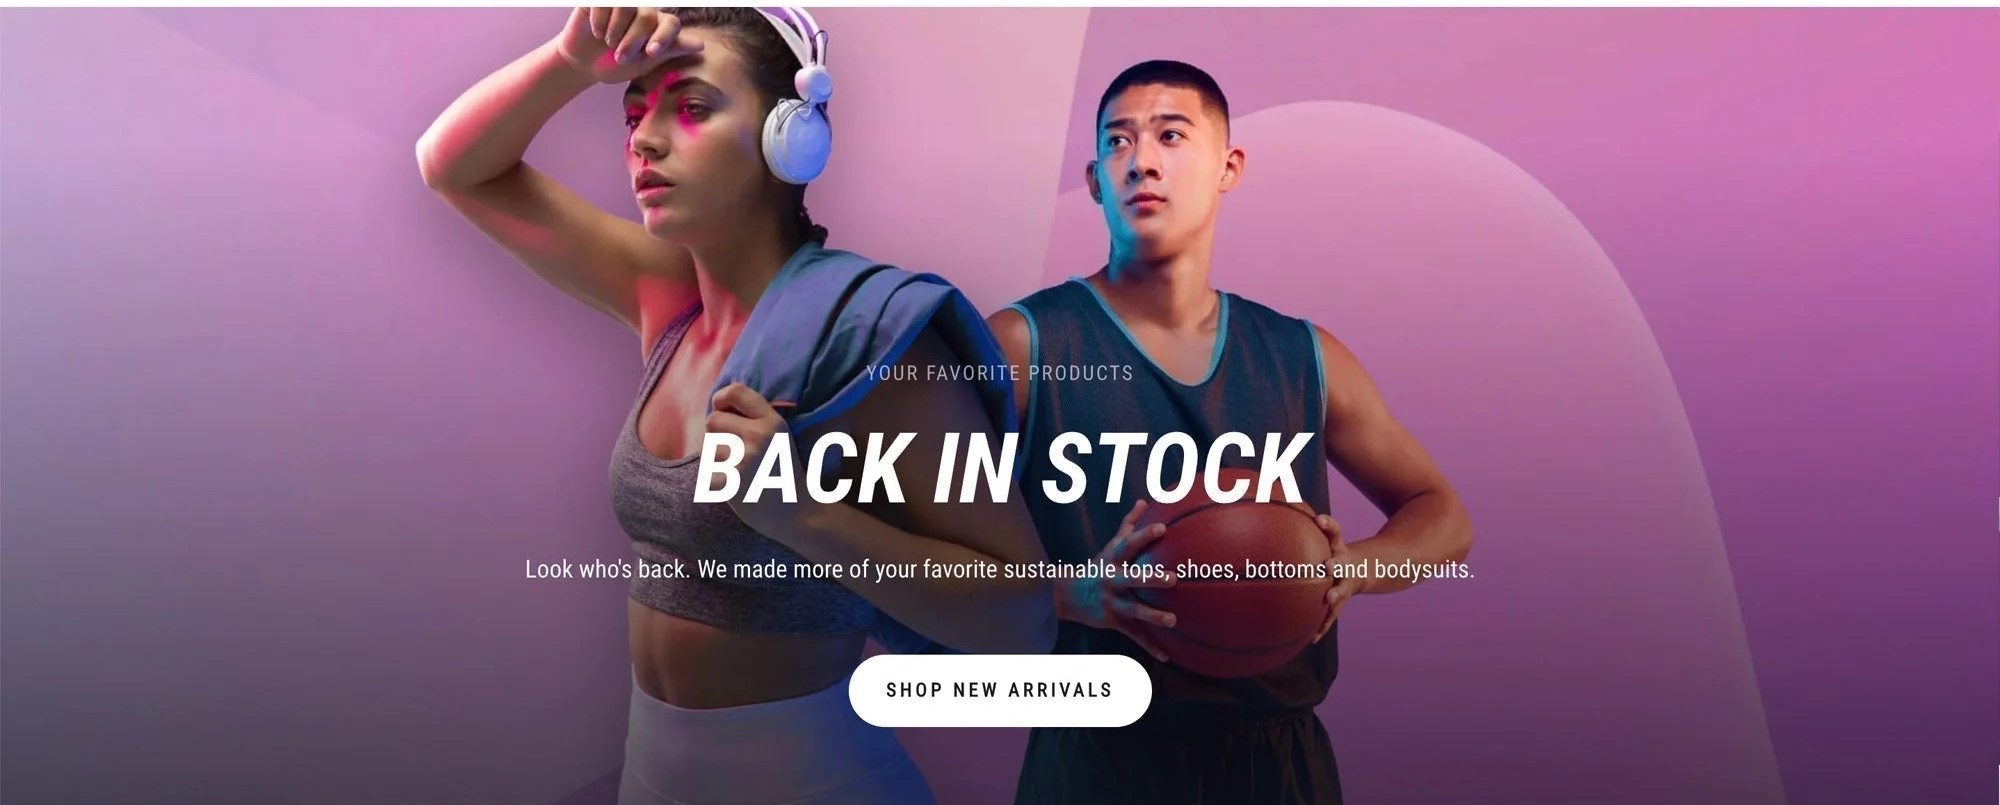 YOUR FAVORITE PRODUCTS
BACK IN STOCK
Look who's back. We made more of your favorite sustainable tops, shoes, bottoms and bodysuits.
SHOP NEW ARRIVALS